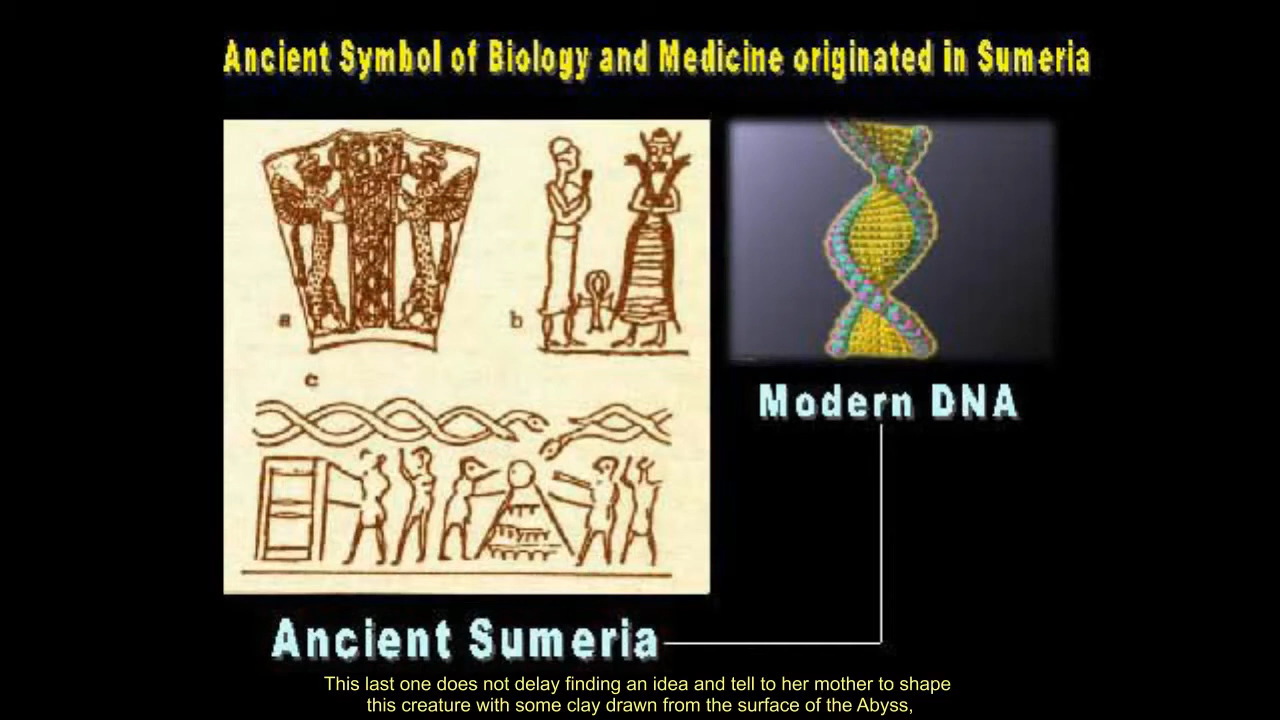 Ancient Symbol of Biology and Medicine originated in Sumeria
a
b
c
Modern DNA
Ancient Sumeria
This last one does not delay finding an idea and tell to her mother to shape
this creature with some clay drawn from the surface of the Abyss,